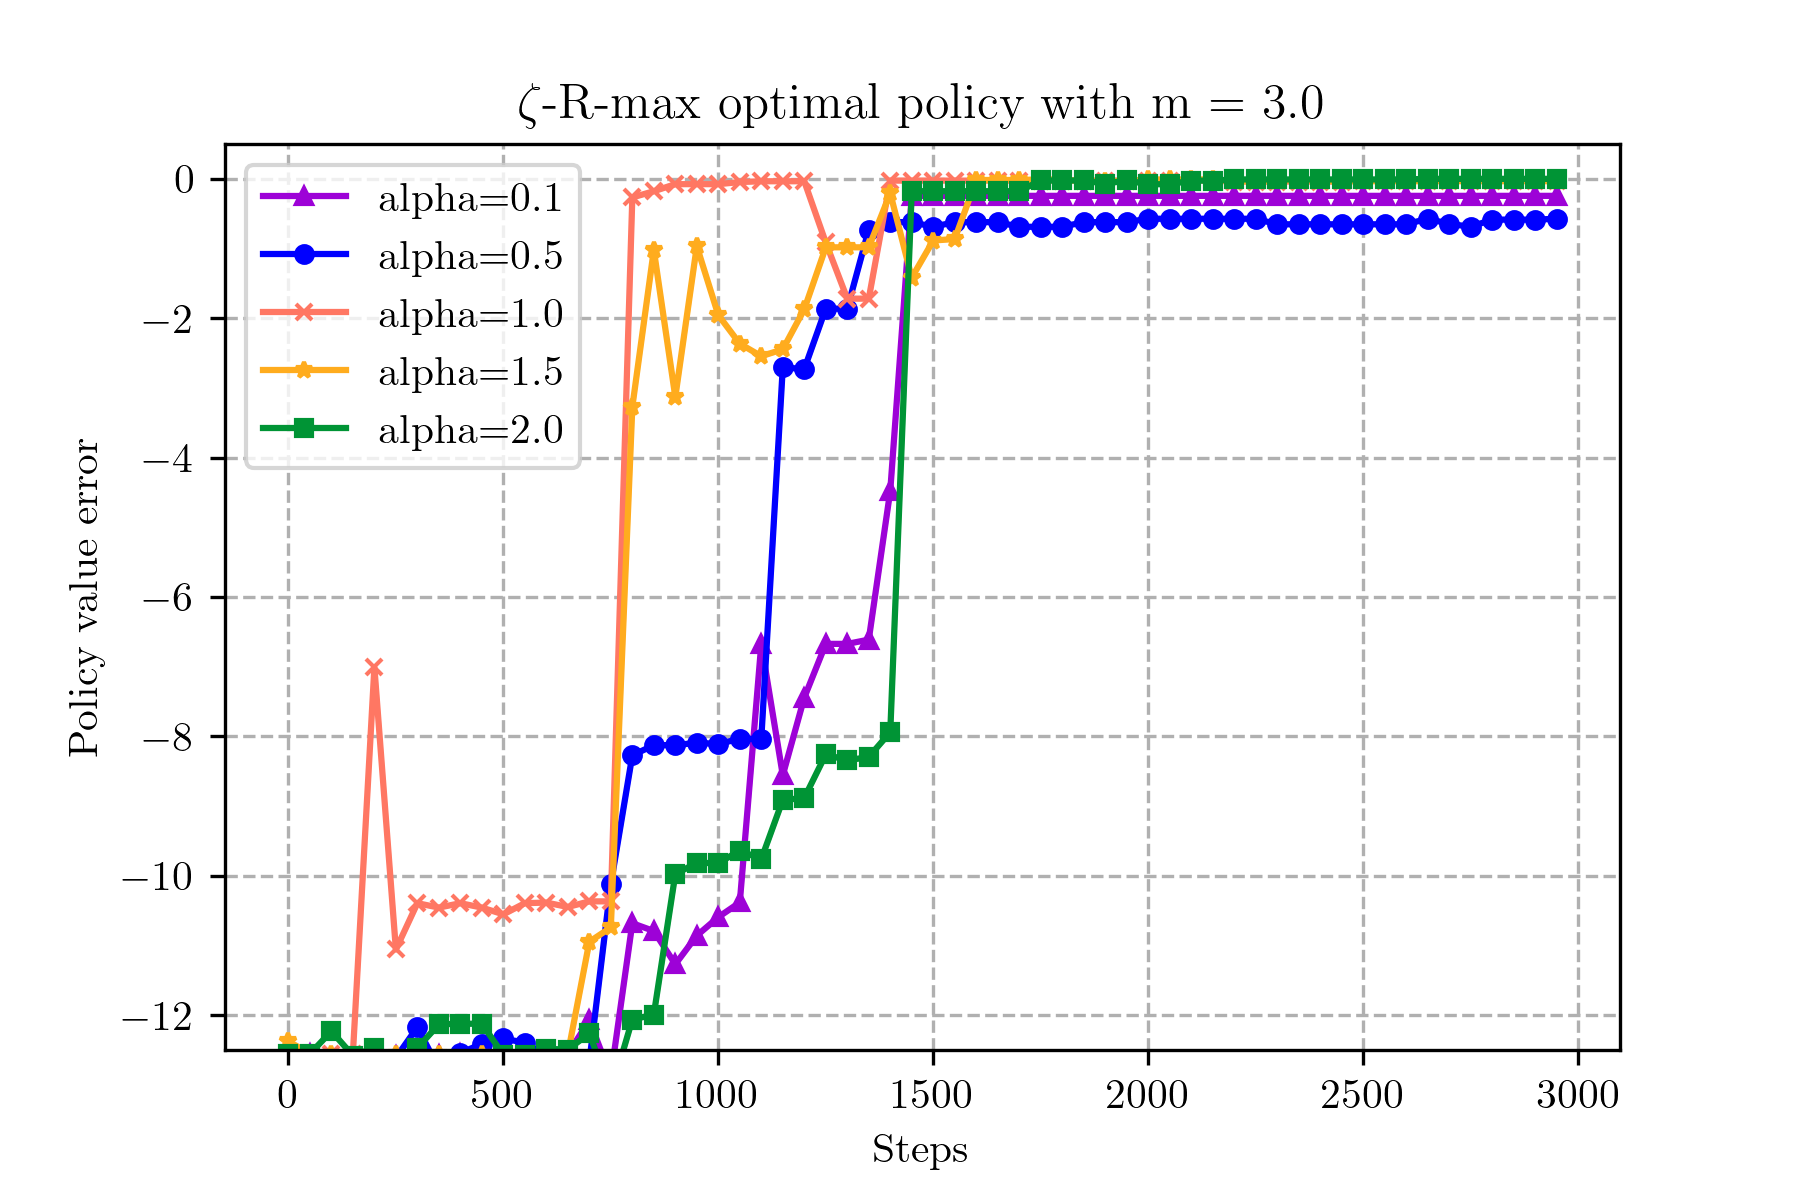 ζ-R-max optimal policy with m = 3.0
0
−2
−4
−6
−8
−10
−12
Policy value error
alpha=0.1
alpha=0.5
alpha=1.0
alpha=1.5
alpha=2.0
0 500 1000 1500 2000 2500 3000
Steps